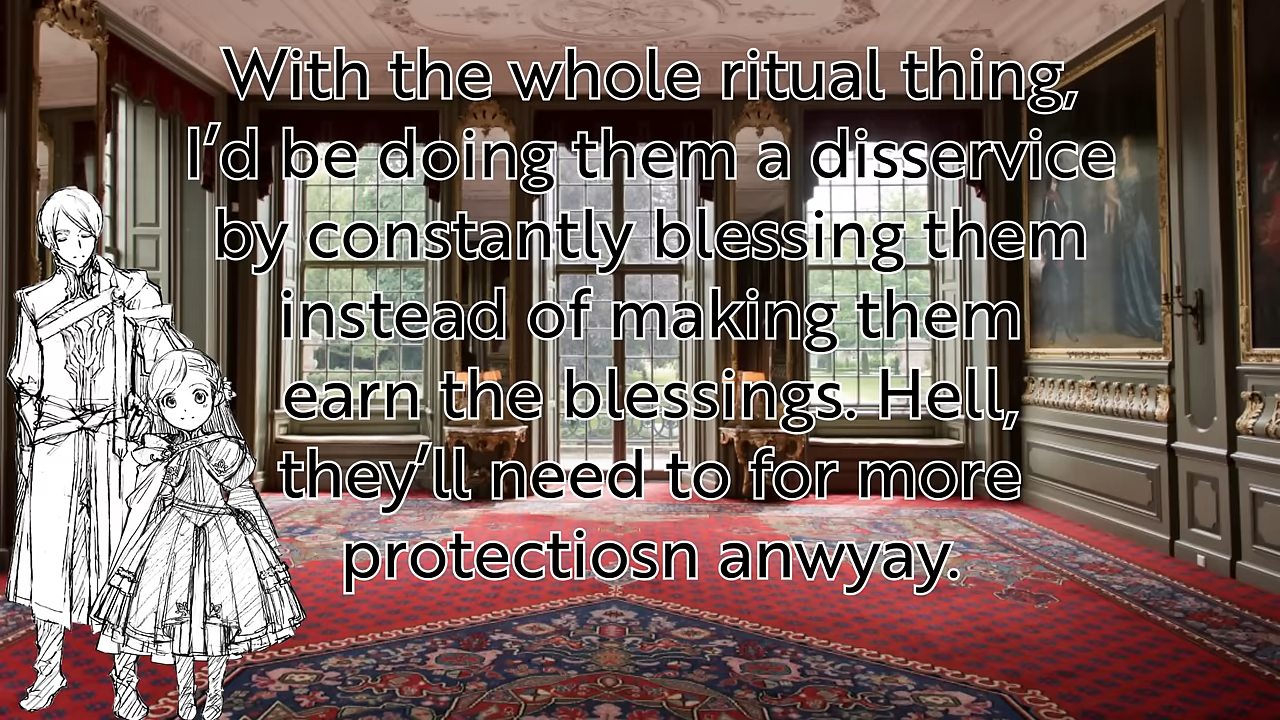 With the whole ritual thing,
I'd be doing them a disservice
by constantly blessing them
instead of making them
earn the blessings. Hell,
they'll need to for more
protectiosn anwyay.